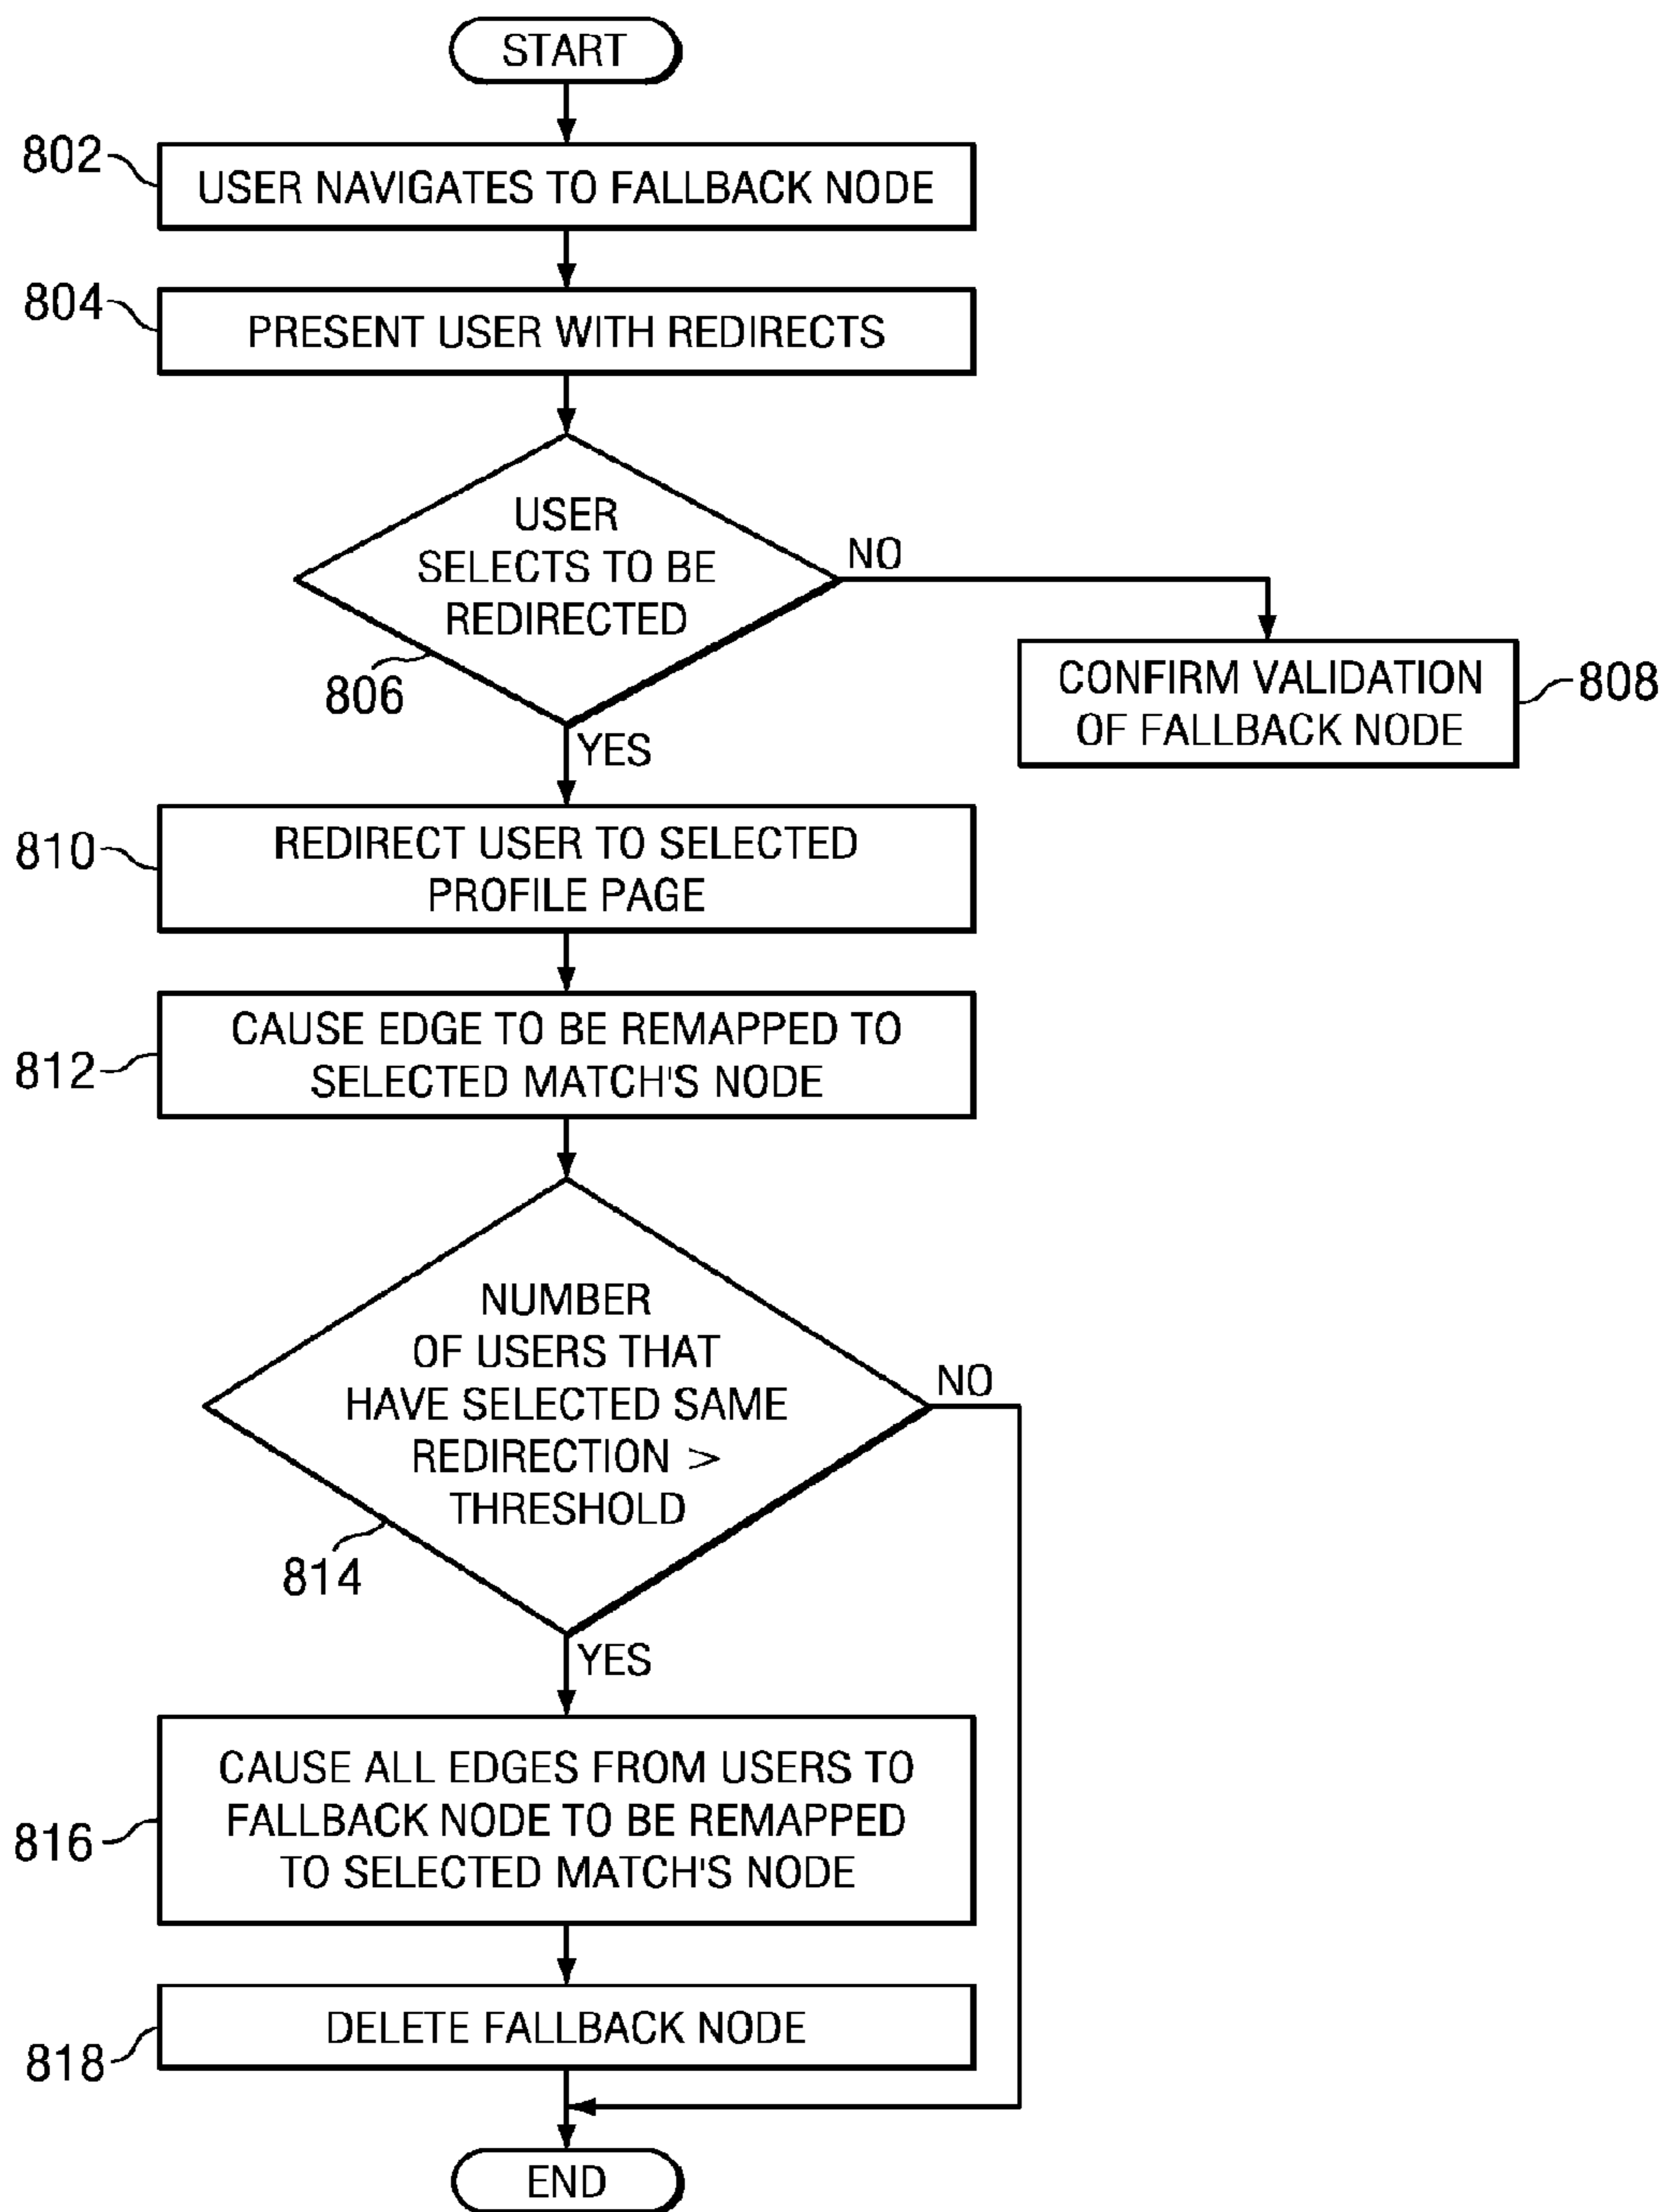 START
802
USER NAVIGATES TO FALLBACK NODE
804
PRESENT USER WITH REDIRECTS
USER
SELECTS TO BE
REDIRECTED
806
NO
YES
CONFIRM VALIDATION
OF FALLBACK NODE
808
810
REDIRECT USER TO SELECTED
PROFILE PAGE
812
CAUSE EDGE TO BE REMAPPED TO
SELECTED MATCH'S NODE
NUMBER
OF USERS THAT
HAVE SELECTED SAME
REDIRECTION >
THRESHOLD
814
NO
YES
816
CAUSE ALL EDGES FROM USERS TO
FALLBACK NODE TO BE REMAPPED
TO SELECTED MATCH'S NODE
818
DELETE FALLBACK NODE
END